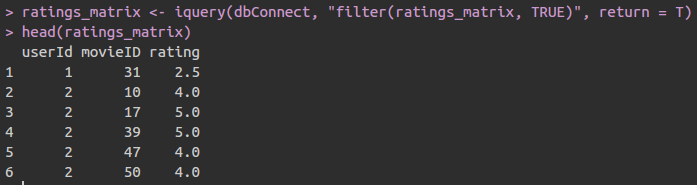 > ratings_matrix <- iquery(dbConnect, "filter(ratings_matrix, TRUE)", return = T)
> head(ratings_matrix)
  userId movieID rating
1      1      31    2.5
2      2      10    4.0
3      2      17    5.0
4      2      39    5.0
5      2      47    4.0
6      2      50    4.0